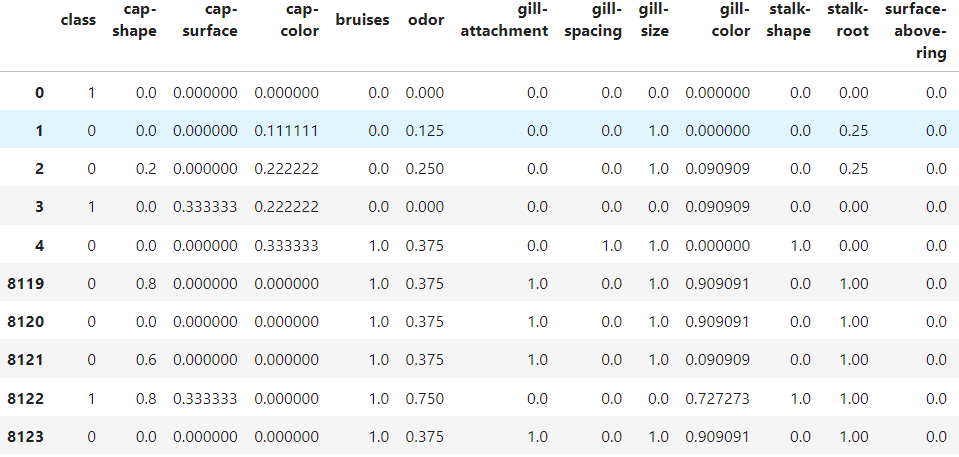 class cap-shape cap-surface cap-color bruises odor gill-attachment gill-spacing gill-size gill-color stalk-shape stalk-root surface-above-ring
0 1 0.0 0.000000 0.000000 0.0 0.000 0.0 0.0 0.0 0.000000 0.0 0.00 0.0
1 0 0.0 0.000000 0.111111 0.0 0.125 0.0 0.0 1.0 0.000000 0.0 0.25 0.0
2 0 0.2 0.000000 0.222222 0.0 0.250 0.0 0.0 1.0 0.090909 0.0 0.25 0.0
3 1 0.0 0.333333 0.222222 0.0 0.000 0.0 0.0 0.0 0.090909 0.0 0.00 0.0
4 0 0.0 0.000000 0.333333 1.0 0.375 0.0 1.0 1.0 0.000000 1.0 0.00 0.0
8119 0 0.8 0.000000 0.000000 1.0 0.375 1.0 0.0 1.0 0.909091 0.0 1.00 0.0
8120 0 0.0 0.000000 0.000000 1.0 0.375 1.0 0.0 1.0 0.909091 0.0 1.00 0.0
8121 0 0.6 0.000000 0.000000 1.0 0.375 1.0 0.0 1.0 0.090909 0.0 1.00 0.0
8122 1 0.8 0.333333 0.000000 1.0 0.750 0.0 0.0 0.0 0.727273 1.0 1.00 0.0
8123 0 0.0 0.000000 0.000000 1.0 0.375 1.0 0.0 1.0 0.909091 0.0 1.00 0.0